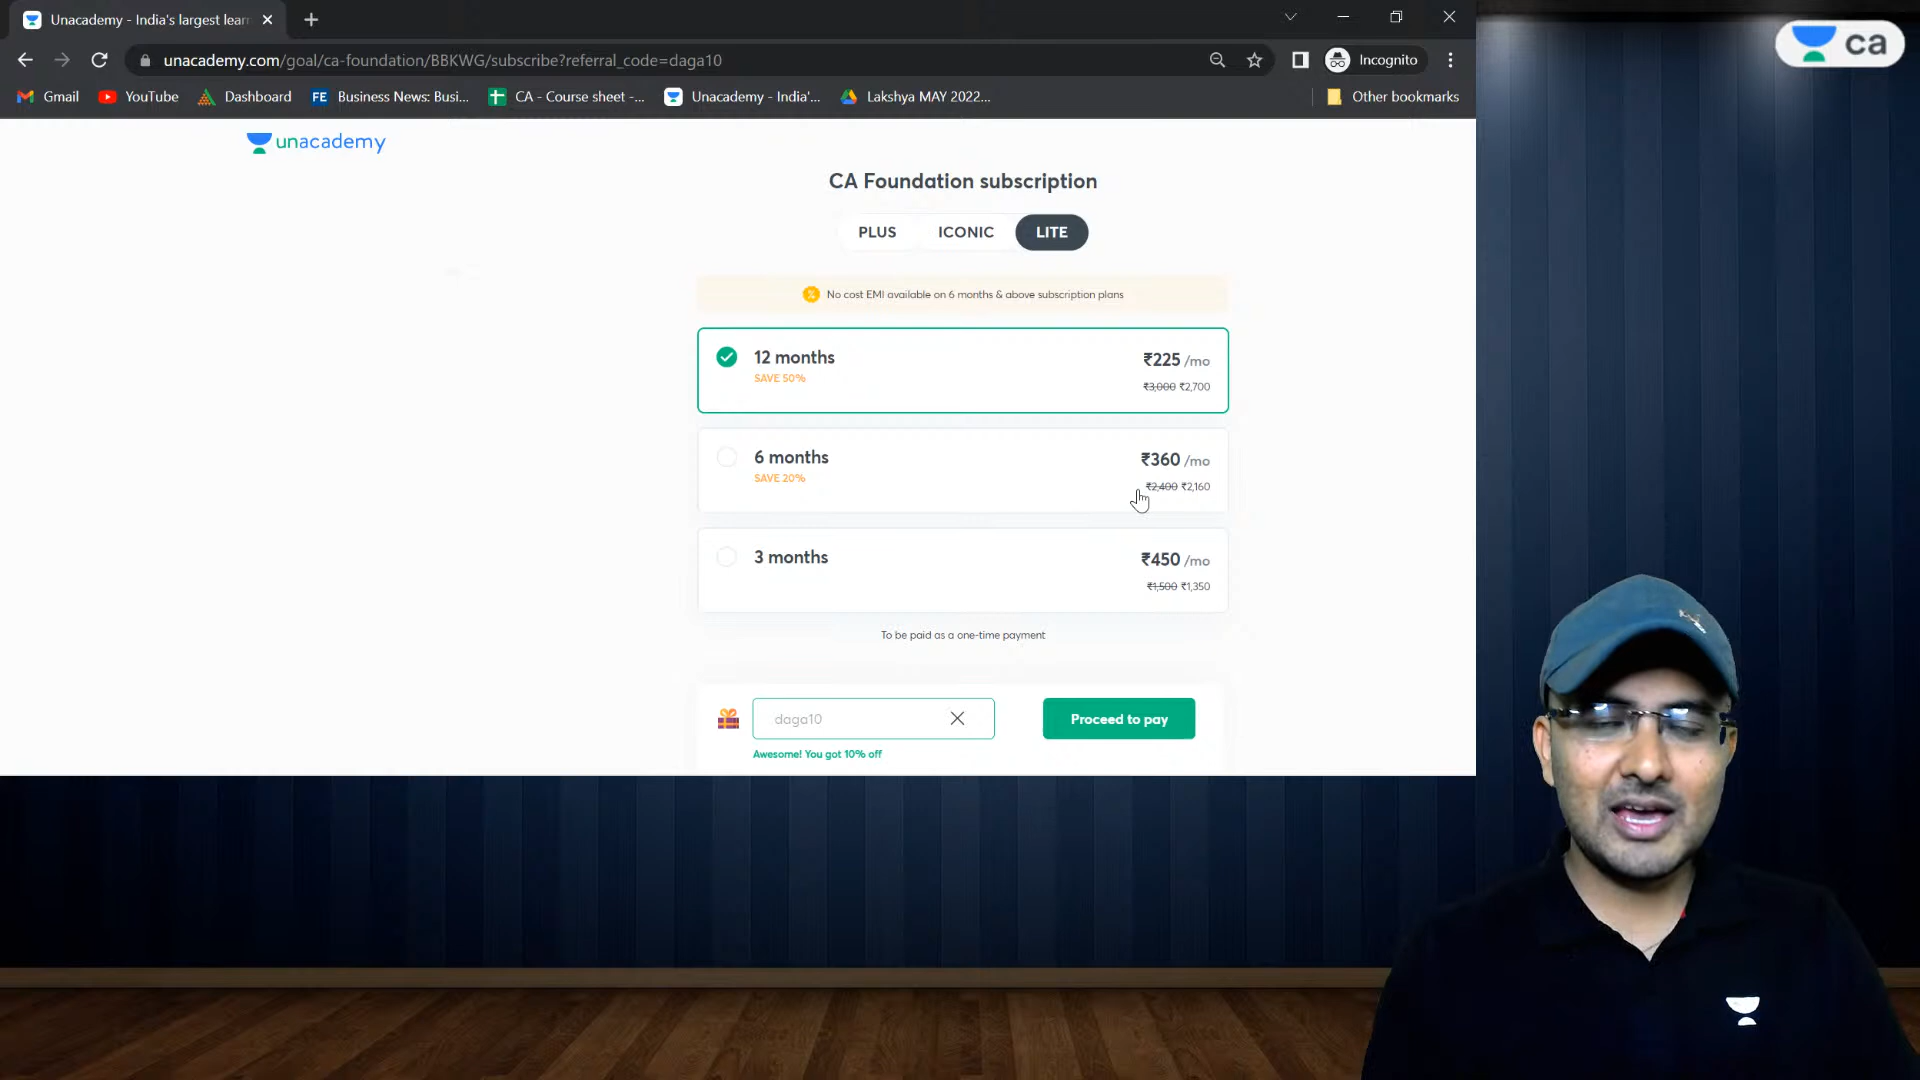 Unacademy - India's largest lear
unacademy.com/goal/ca-foundation/BBKWG/subscribe?referral_code=daga10
Incognito
Gmail
YouTube
Dashboard
FE Business News: Busi...
CA - Course sheet -...
Unacademy - India'...
Lakshya MAY 2022...
Other bookmarks
ca
unacademy
CA Foundation subscription
PLUS
ICONIC
LITE
No cost EMI available on 6 months & above subscription plans
12 months
₹225 /mo
SAVE 50%
₹3,000 ₹2,700
6 months
₹360 /mo
SAVE 20%
₹2,400 ₹2,160
3 months
₹450 /mo
₹1,500 ₹1,350
To be paid as a one-time payment
daga10
Proceed to pay
Awesome! You got 10% off